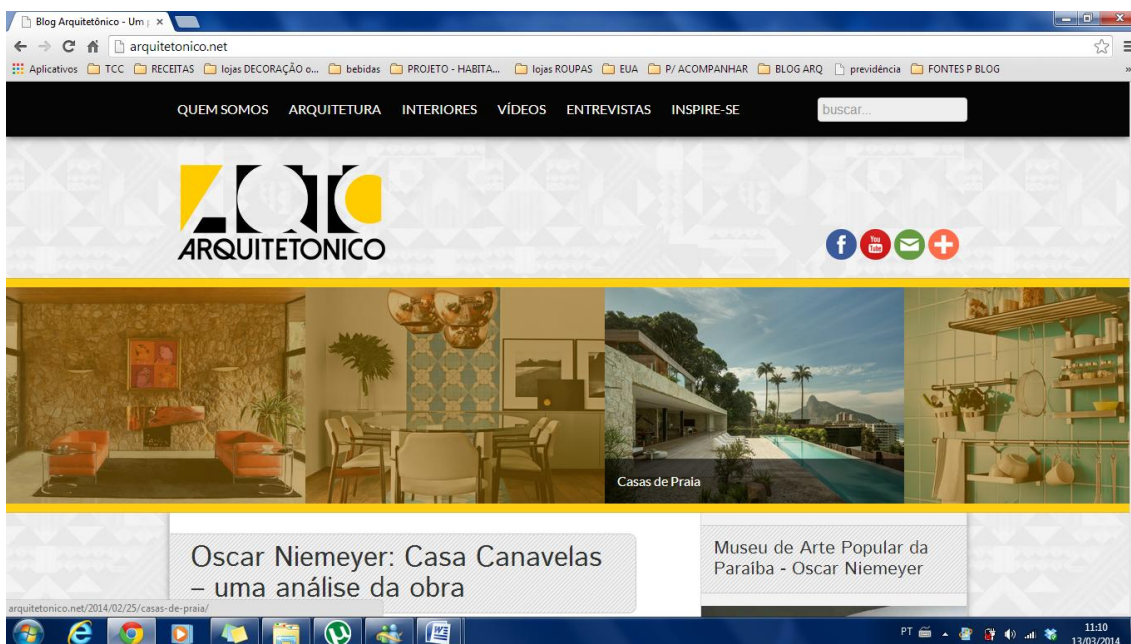 Blog Arquitetônico - Um
arquitetonico.net
Aplicativos TCC RECEITAS lojas DECORAÇÃO o... bebidas PROJETO - HABITA... lojas ROUPAS EUA P/ ACOMPANHAR BLOG ARQ previdência FONTES P BLOG »
QUEM SOMOS ARQUITETURA INTERIORES VÍDEOS ENTREVISTAS INSPIRE-SE buscar...
ARQUITETONICO
f You Tube
Casas de Praia
Oscar Niemeyer: Casa Canavelas
– uma análise da obra
Museu de Arte Popular da
Paraíba - Oscar Niemeyer
arquitetonico.net/2014/02/25/casas-de-praia/
PT 11:10
13/03/2014